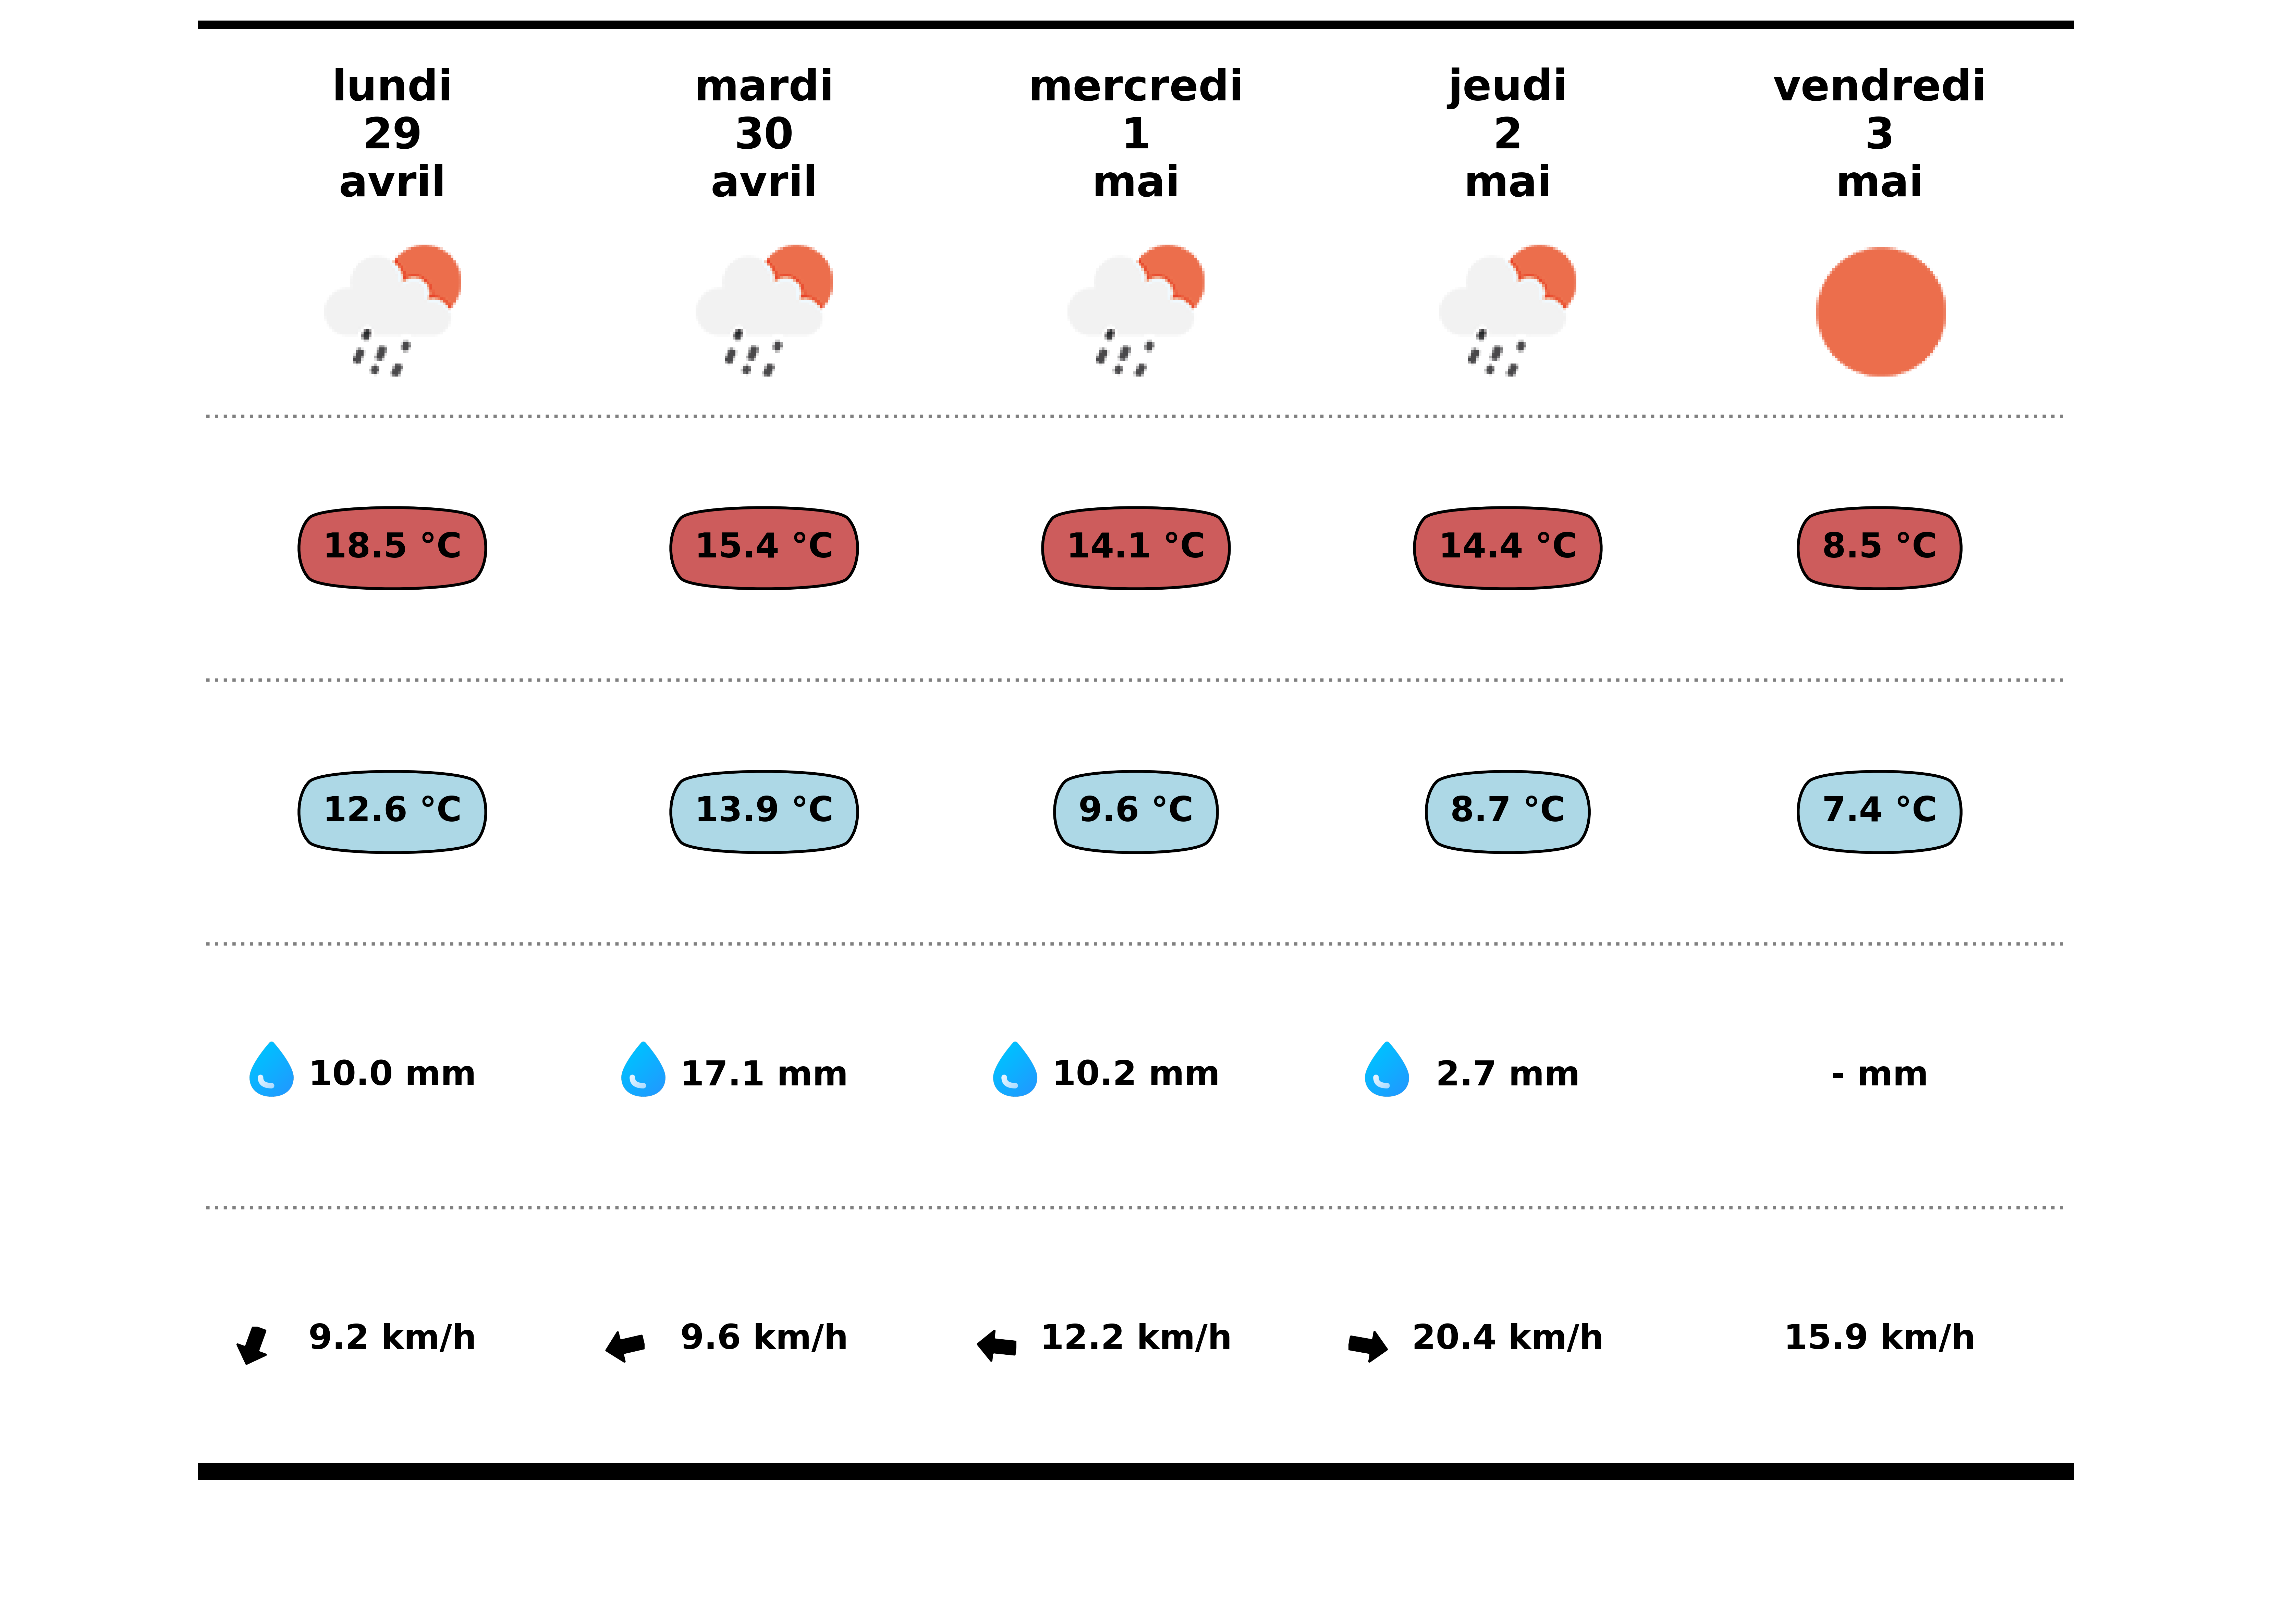 lundi mardi mercredi jeudi vendredi
29 30 1 2 3
avril avril mai mai mai
18.5 °C 15.4 °C 14.1 °C 14.4 °C 8.5 °C
12.6 °C 13.9 °C 9.6 °C 8.7 °C 7.4 °C
10.0 mm 17.1 mm 10.2 mm 2.7 mm - mm
9.2 km/h 9.6 km/h 12.2 km/h 20.4 km/h 15.9 km/h